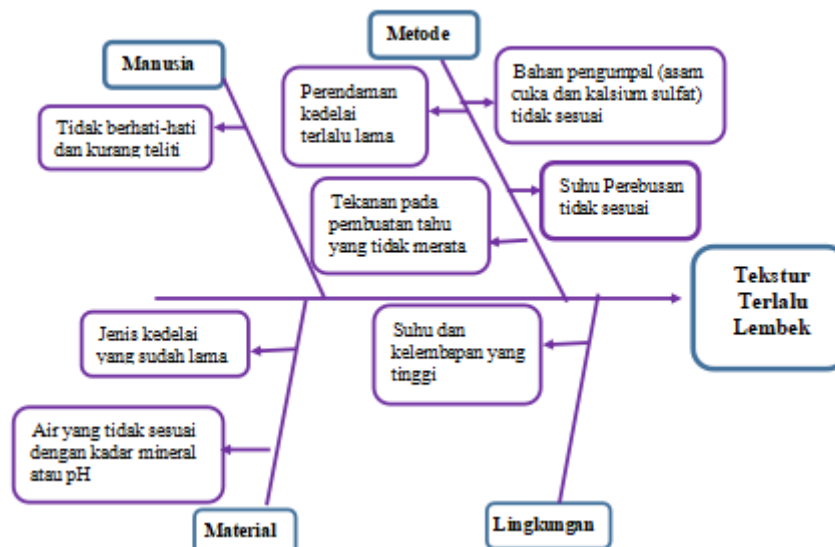 Metode
Manusia
Bahan pengumpal (asam
cuka dan kalsium sulfat)
tidak sesuai
Perendaman
kedelai
terlalu lama
Tidak berhati-hati
dan kurang teliti
Suhu Perebusan
tidak sesuai
Tekanan pada
pembuatan tahu
yang tidak merata
Tekstur
Terlalu
Lembek
Jenis kedelai
yang sudah lama
Suhu dan
kelembapan yang
tinggi
Air yang tidak sesuai
dengan kadar mineral
atau pH
Material
Lingkungan